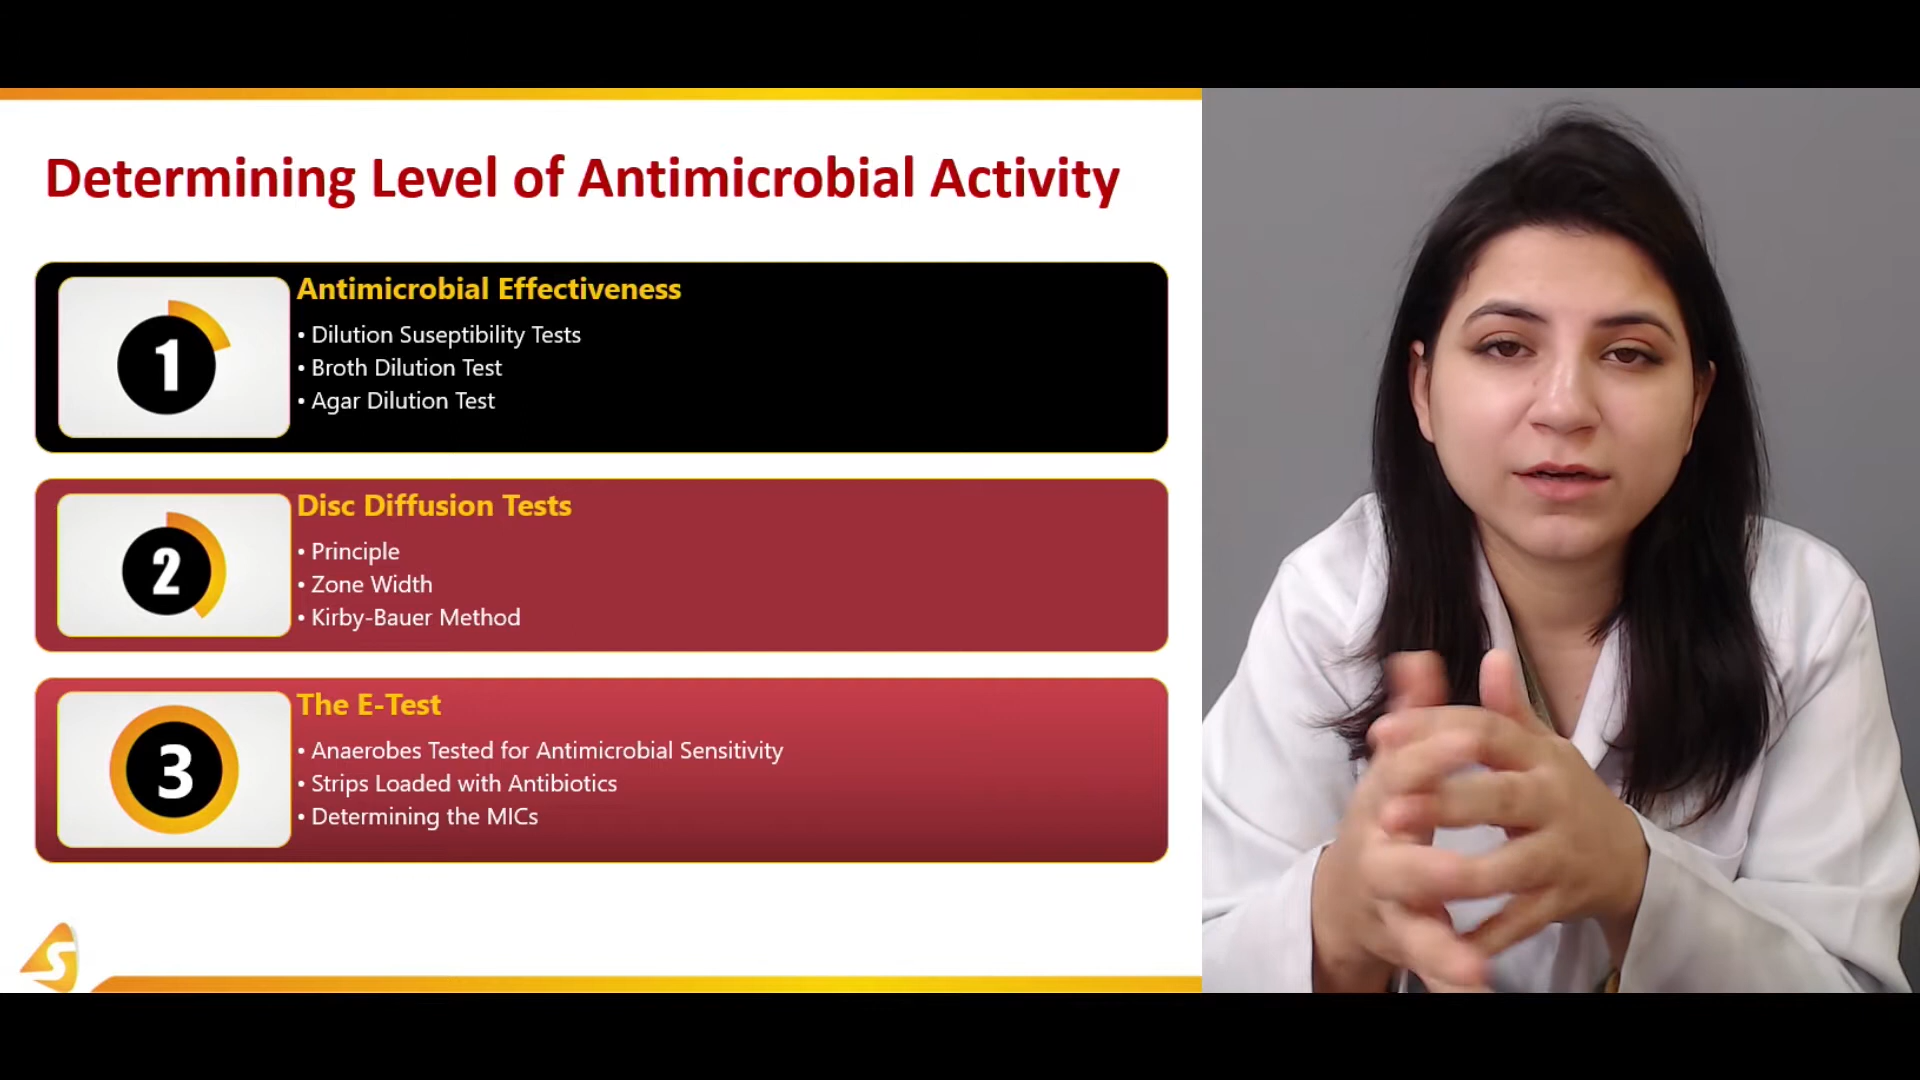 Determining Level of Antimicrobial Activity
1
Antimicrobial Effectiveness
• Dilution Suseptibility Tests
• Broth Dilution Test
• Agar Dilution Test
2
Disc Diffusion Tests
• Principle
• Zone Width
• Kirby-Bauer Method
3
The E-Test
• Anaerobes Tested for Antimicrobial Sensitivity
• Strips Loaded with Antibiotics
• Determining the MICs
S